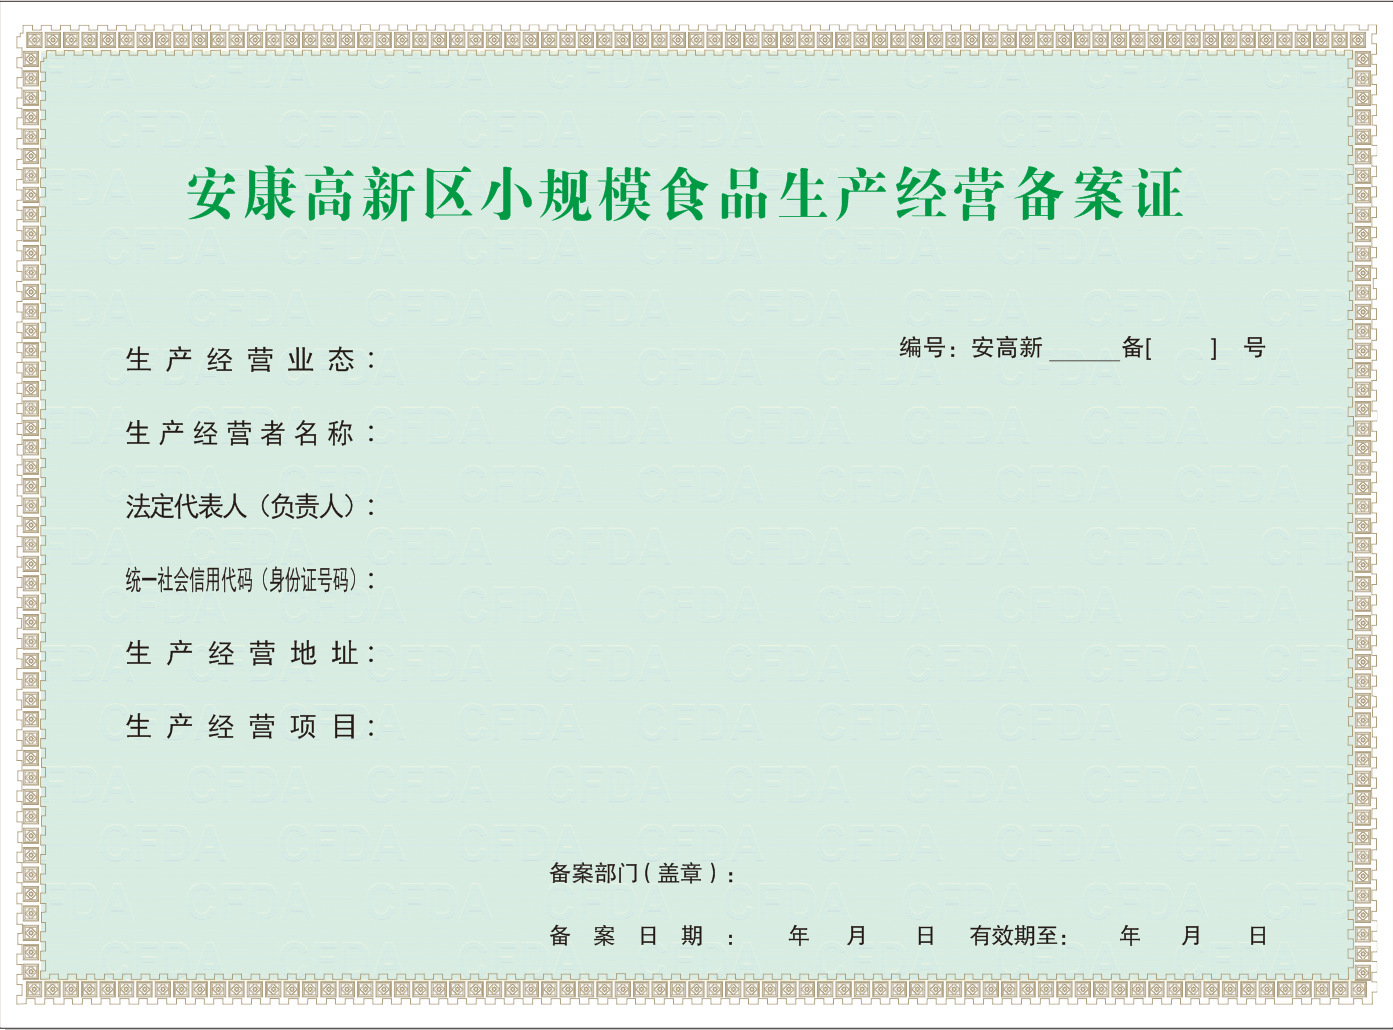 安康高新区小规模食品生产经营备案证
编号：安高新______备[ ] 号
生产经营业态：
生产经营者名称：
法定代表人（负责人）：
统一社会信用代码（身份证号码）：
生产经营地址：
生产经营项目：
备案部门（盖章）：
备案日期： 年 月 日 有效期至： 年 月 日
CFDA